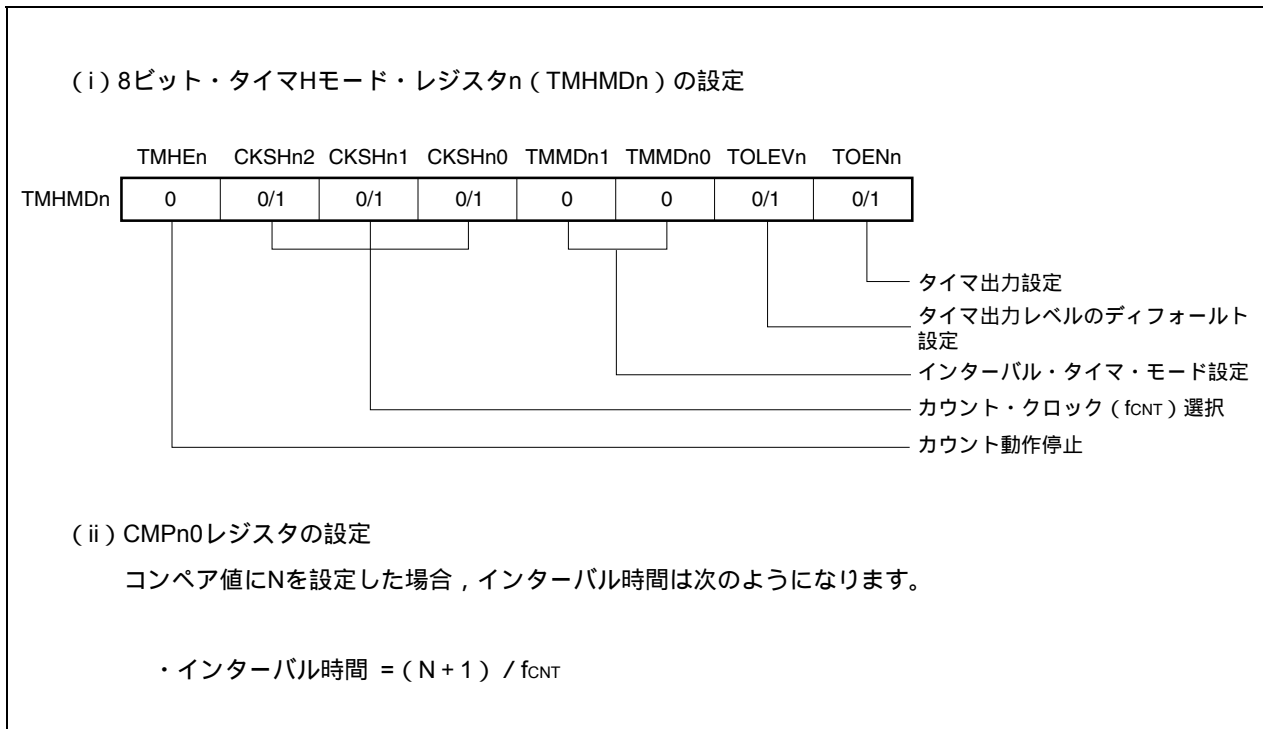 (i)8ビット・タイマHモード・レジスタn(TMHMDn)の設定
TMHEn CKSHn2 CKSHn1 CKSHn0 TMMDn1 TMMDn0 TOLEVn TOENn
TMHMDn 0 0/1 0/1 0/1 0 0 0/1 0/1
タイマ出力設定
タイマ出力レベルのディフォールト
設定
インターバル・タイマ・モード設定
カウント・クロック(fCNT)選択
カウント動作停止
(ii)CMPn0レジスタの設定
コンペア値にNを設定した場合,インターバル時間は次のようになります。
・インターバル時間 =(N+1)/fCNT